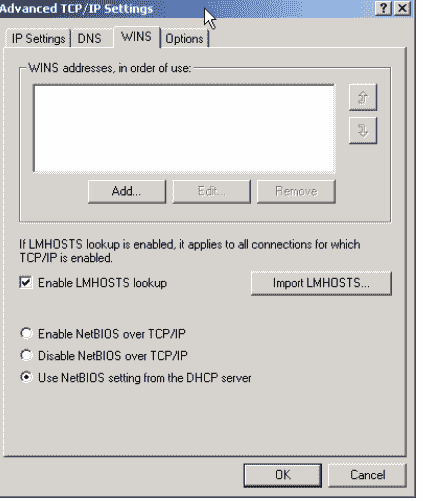 Advanced TCP/IP Settings
IP Settings DNS WINS Options
WINS addresses, in order of use:
Add... Edit... Remove
If LMHOSTS lookup is enabled, it applies to all connections for which
TCP/IP is enabled.
Enable LMHOSTS lookup Import LMHOSTS...
Enable NetBIOS over TCP/IP
Disable NetBIOS over TCP/IP
Use NetBIOS setting from the DHCP server
OK Cancel